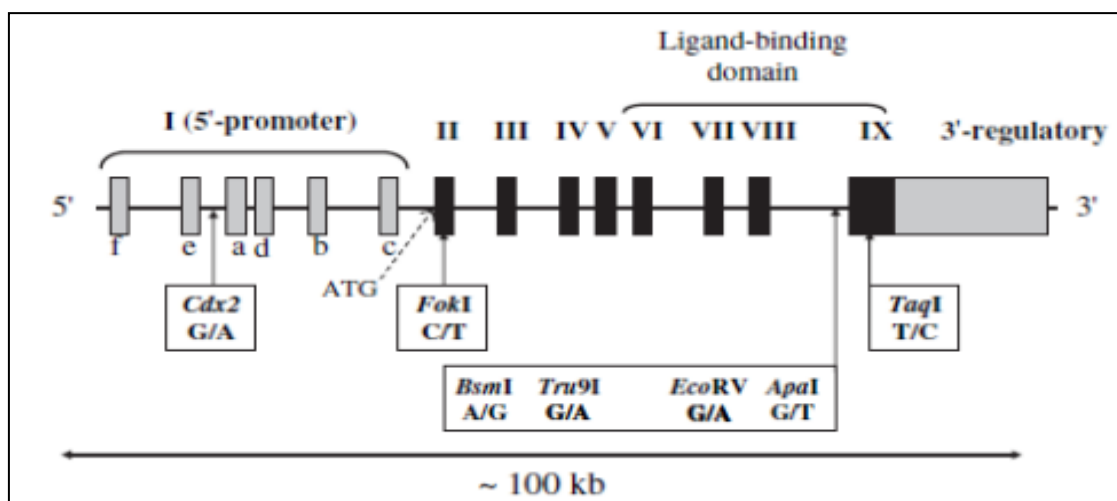 Ligand-binding
domain
I (5'-promoter)
II III IV V VI VII VIII IX 3'-regulatory
5' 3'
f e a d b c
ATG
Cdx2
G/A
FokI
C/T
TaqI
T/C
BsmI Tru9I EcoRV ApaI
A/G G/A G/A G/T
~ 100 kb